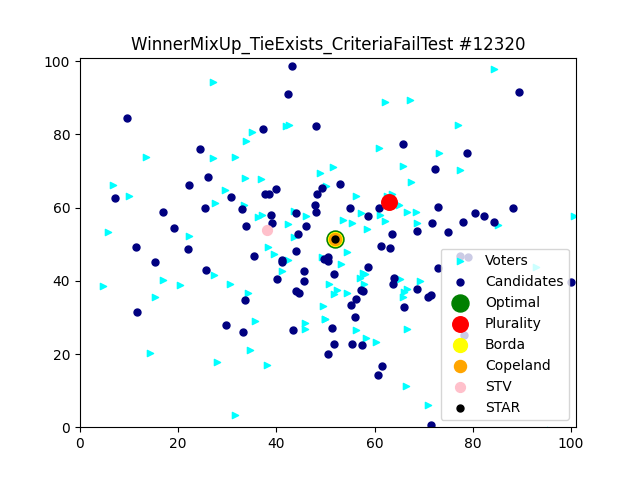 WinnerMixUp_TieExists_CriteriaFailTest #12320
100
80
60
40
20
0
0
20
40
60
80
100
Voters
Candidates
Optimal
Plurality
Borda
Copeland
STV
STAR